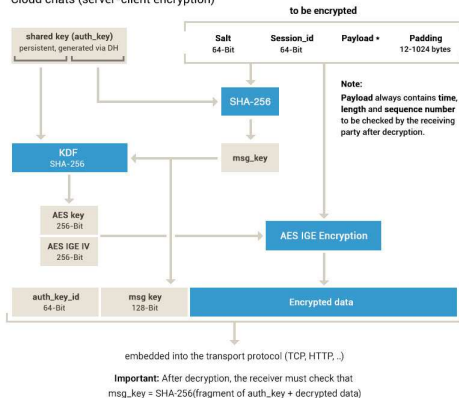 Cloud chats (server-client encryption)
to be encrypted
shared key (auth_key)
persistent, generated via DH
Salt
64-Bit
Session_id
64-Bit
Payload *
Padding
12-1024 bytes
Note:
Payload always contains time,
length and sequence number
to be checked by the receiving
party after decryption.
SHA-256
KDF
SHA-256
msg_key
AES key
256-Bit
AES IGE IV
256-Bit
AES IGE Encryption
auth_key_id
64-Bit
msg key
128-Bit
Encrypted data
embedded into the transport protocol (TCP, HTTP, ..)
Important: After decryption, the receiver must check that
msg_key = SHA-256(fragment of auth_key + decrypted data)